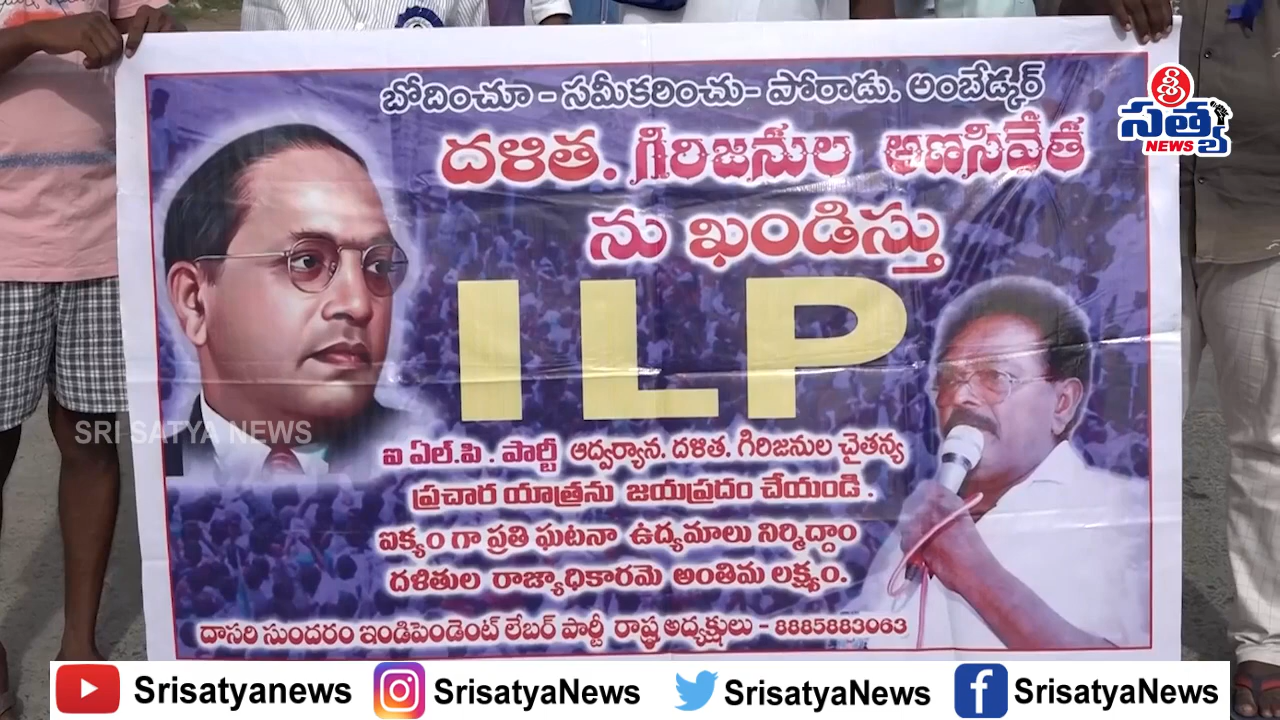 బోదించూ - సమీకరించు- పోరాడు. అంబేడ్కర్
దళిత. గిరిజనుల అణసివేత
ను ఖండిస్తు
ILP
ఐ ఏల్.పి. పార్టీ ఆద్వర్యాన. దళిత. గిరిజనుల చైతన్య
ప్రచార యాత్రను జయప్రదం చేయండి.
ఐక్యం గా ప్రతి ఘటనా ఉద్యమాలు నిర్మిద్దాం
దళితుల రాజ్యాధికారమె అంతిమ లక్ష్యం.
దాసరి సుందరం ఇండిపెండెంట్ లేబర్ పార్టీ రాష్ట్ర అద్యక్షులు - 8885883063
శ్రీ
సత్య
NEWS
SRI SATYA NEWS
Srisatyanews SrisatyaNews SrisatyaNews SrisatyaNews